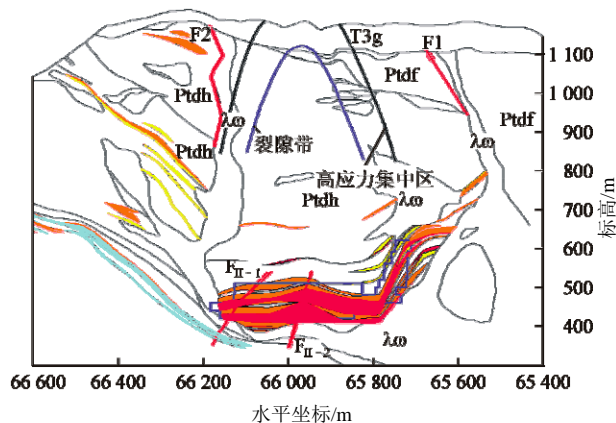 F2
T3g
F1
1 100
Ptdh
Ptdf
1 000
Ptdf
λω
λω
900
Ptdh
裂隙带
高应力集中区
800
Ptdh
λω
700
标高/m
600
F II-1
500
400
F II-2
λω
66 600 66 400 66 200 66 000 65 800 65 600 65 400
水平坐标/m